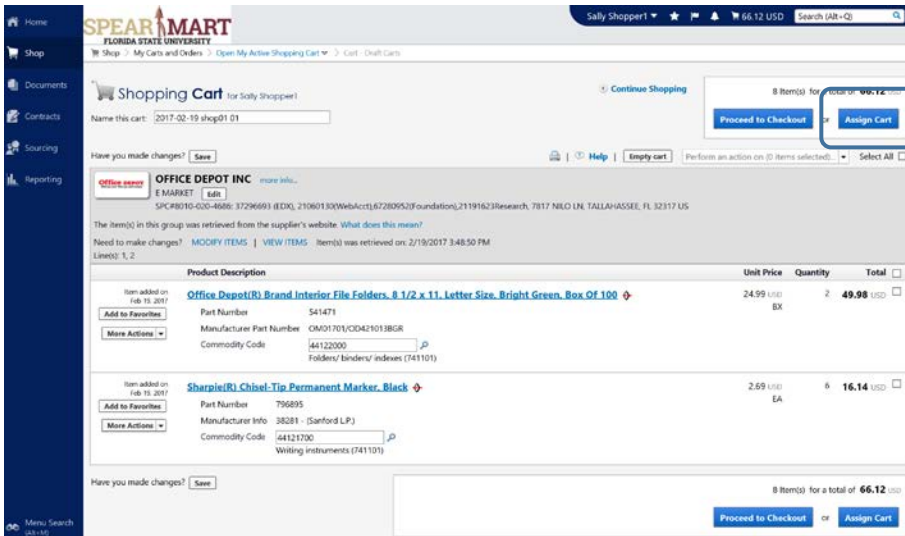 Home
Shop
Documents
Contracts
Sourcing
Reporting
Menu Search
(Alt+M)
SPEARMART
FLORIDA STATE UNIVERSITY
Sally Shopper1 66.12 USD Search (Alt+Q)
Shop > My Carts and Orders > Open My Active Shopping Cart > Cart - Draft Carts
Shopping Cart for Sally Shopper1
Continue Shopping
8 Item(s) for a total of 66.12 USD
Name this cart: 2017-02-19 shop01 01
Proceed to Checkout or Assign Cart
Have you made changes? Save
Help | Empty cart
Perform an action on (0 items selected)... Select All
Office DEPOT
OFFICE DEPOT INC more info...
E MARKET Edit
SPC#8010-020-4686: 37296693 (EDX), 21060130(WebAcct),67280952(Foundation),21191623Research, 7817 NILO LN, TALLAHASSEE, FL 32317 US
The item(s) in this group was retrieved from the supplier's website. What does this mean?
Need to make changes? MODIFY ITEMS | VIEW ITEMS Item(s) was retrieved on: 2/19/2017 3:48:50 PM
Line(s): 1, 2
Product Description Unit Price Quantity Total
Item added on
Feb 19, 2017
Add to Favorites
More Actions
Office Depot(R) Brand Interior File Folders, 8 1/2 x 11, Letter Size, Bright Green, Box Of 100
24.99 USD 2 49.98 USD
BX
Part Number 541471
Manufacturer Part Number OM01701/OD421013BGR
Commodity Code 44122000
Folders/ binders/ indexes (741101)
Item added on
Feb 19, 2017
Add to Favorites
More Actions
Sharpie(R) Chisel-Tip Permanent Marker, Black
2.69 USD 6 16.14 USD
EA
Part Number 796895
Manufacturer Info 38281 - (Sanford L.P.)
Commodity Code 44121700
Writing instruments (741101)
Have you made changes? Save
8 Item(s) for a total of 66.12 USD
Proceed to Checkout or Assign Cart